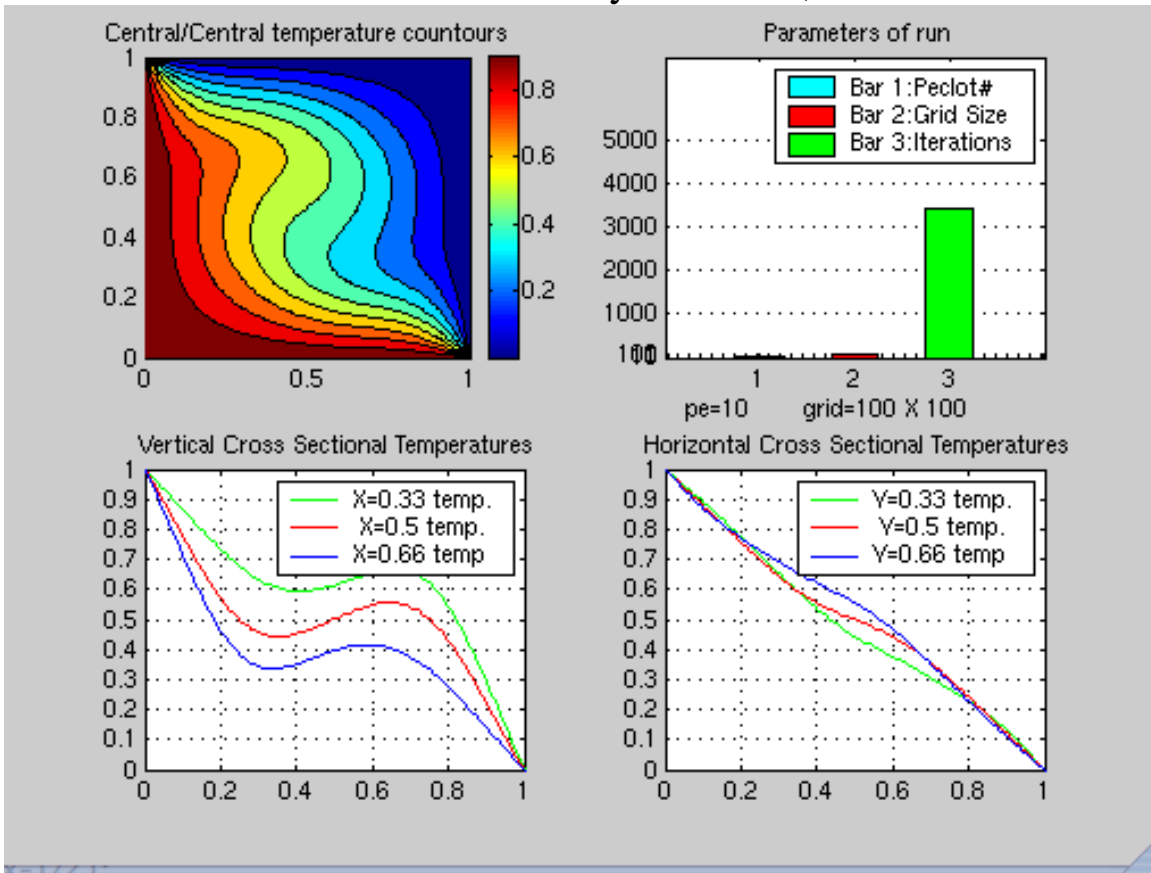 Central/Central temperature countours
1
0.8
0.6
0.4
0.2
0
0 0.5 1
0.8
0.6
0.4
0.2
Parameters of run
Bar 1:Peclot#
Bar 2:Grid Size
Bar 3:Iterations
5000
4000
3000
2000
1000
1 2 3
pe=10 grid=100 X 100
Vertical Cross Sectional Temperatures
X=0.33 temp.
X=0.5 temp.
X=0.66 temp
1
0.9
0.8
0.7
0.6
0.5
0.4
0.3
0.2
0.1
0
0 0.2 0.4 0.6 0.8 1
Horizontal Cross Sectional Temperatures
Y=0.33 temp.
Y=0.5 temp.
Y=0.66 temp
1
0.9
0.8
0.7
0.6
0.5
0.4
0.3
0.2
0.1
0
0 0.2 0.4 0.6 0.8 1